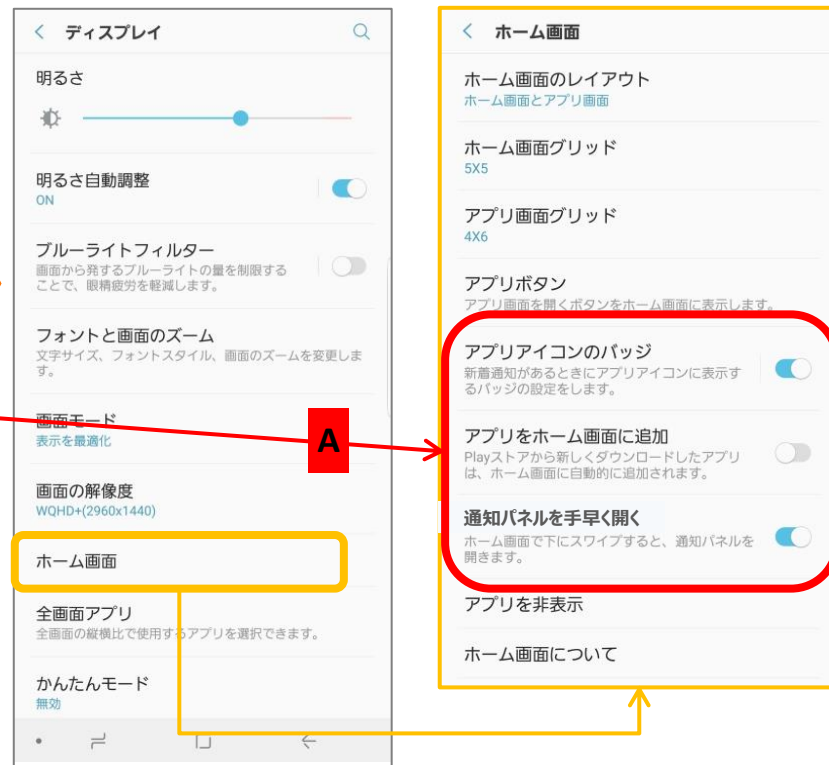 ディスプレイ
明るさ
明るさ自動調整
ON
ブルーライトフィルター
画面から発するブルーライトの量を制限する
ことで、眼精疲労を軽減します。
フォントと画面のズーム
文字サイズ、フォントスタイル、画面のズームを変更しま
す。
画面モード
表示を最適化
画面の解像度
WQHD+(2960x1440)
ホーム画面
全画面アプリ
全画面の縦横比で使用するアプリを選択できます。
かんたんモード
無効
A
ホーム画面
ホーム画面のレイアウト
ホーム画面とアプリ画面
ホーム画面グリッド
5X5
アプリ画面グリッド
4X6
アプリボタン
アプリ画面を開くボタンをホーム画面に表示します。
アプリアイコンのバッジ
新着通知があるときにアプリアイコンに表示す
るバッジの設定をします。
アプリをホーム画面に追加
Playストアから新しくダウンロードしたアプリ
は、ホーム画面に自動的に追加されます。
通知パネルを手早く開く
ホーム画面で下にスワイプすると、通知パネルを
開きます。
アプリを非表示
ホーム画面について